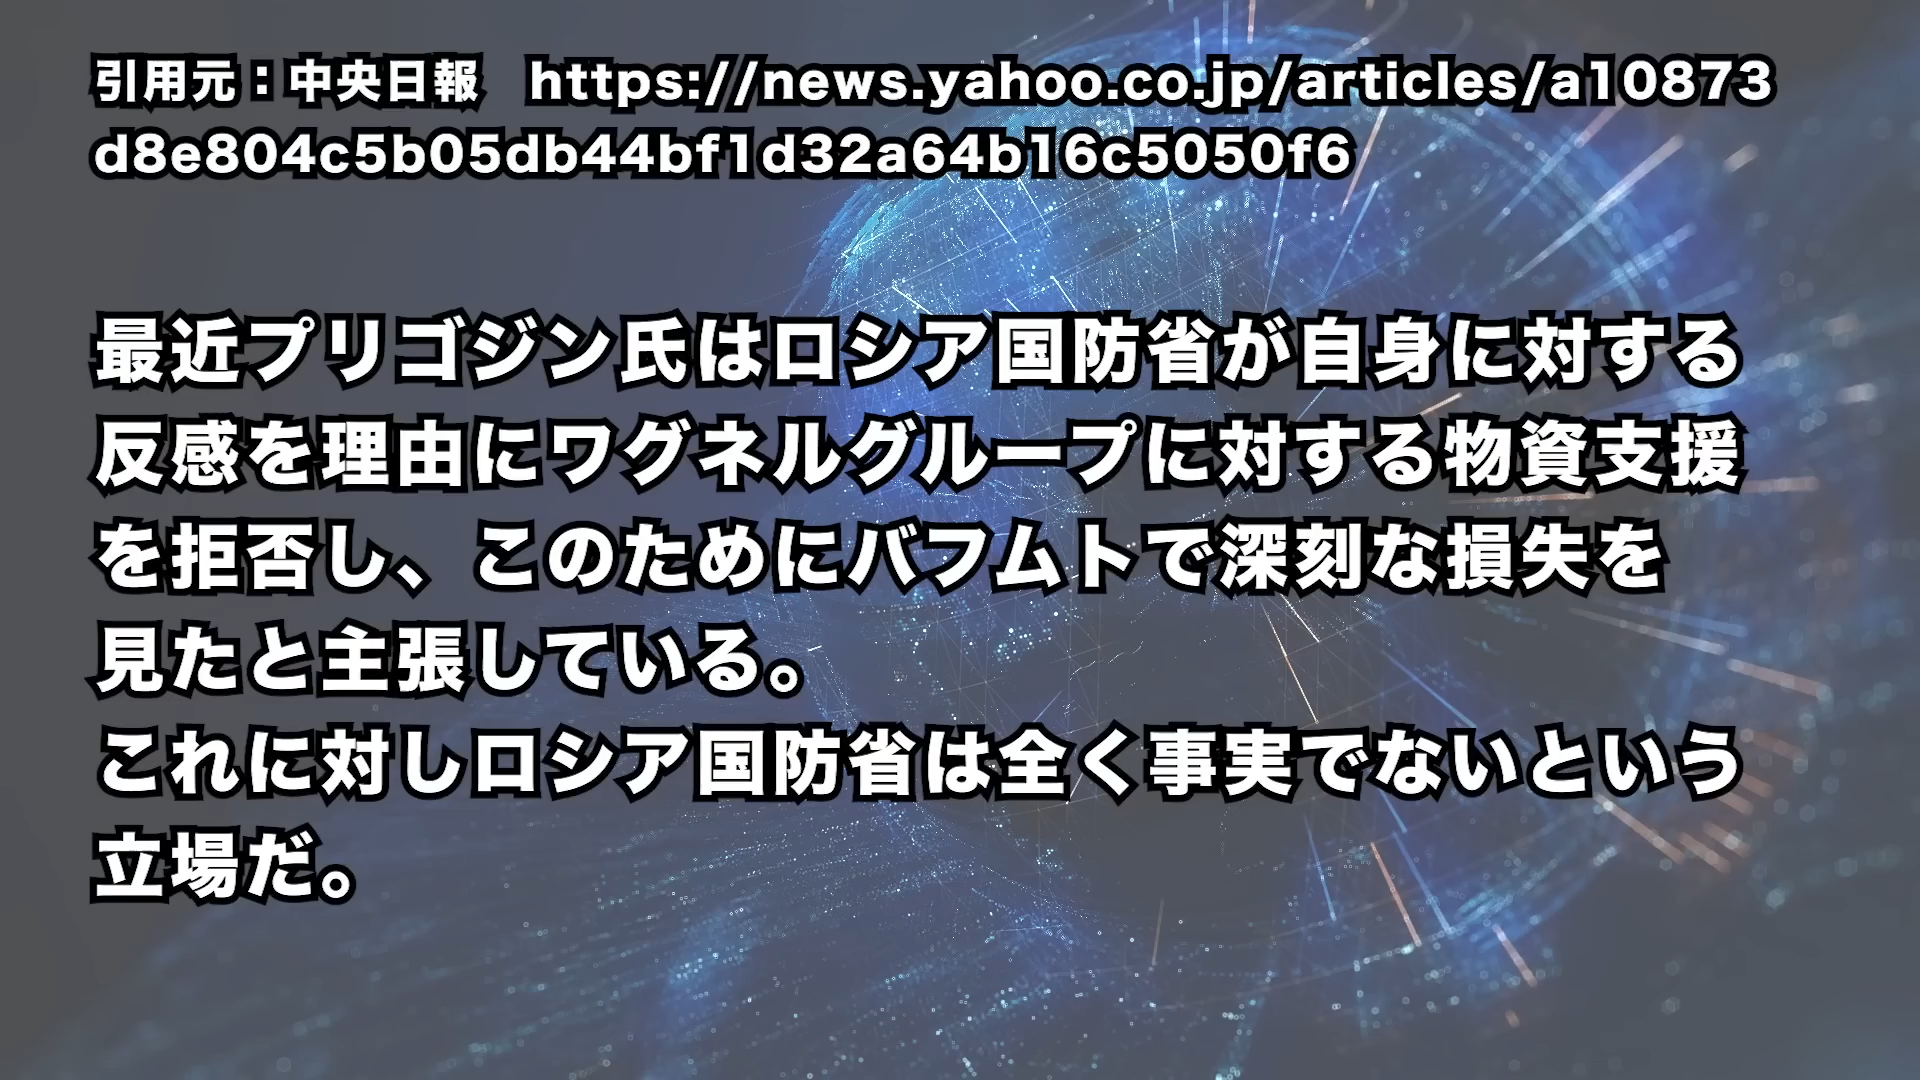 引用元：中央日報　https://news.yahoo.co.jp/articles/a10873
d8e804c5b05db44bf1d32a64b16c5050f6
最近プリゴジン氏はロシア国防省が自身に対する
反感を理由にワグネルグループに対する物資支援
を拒否し、このためにバフムトで深刻な損失を
見たと主張している。
これに対しロシア国防省は全く事実でないという
立場だ。